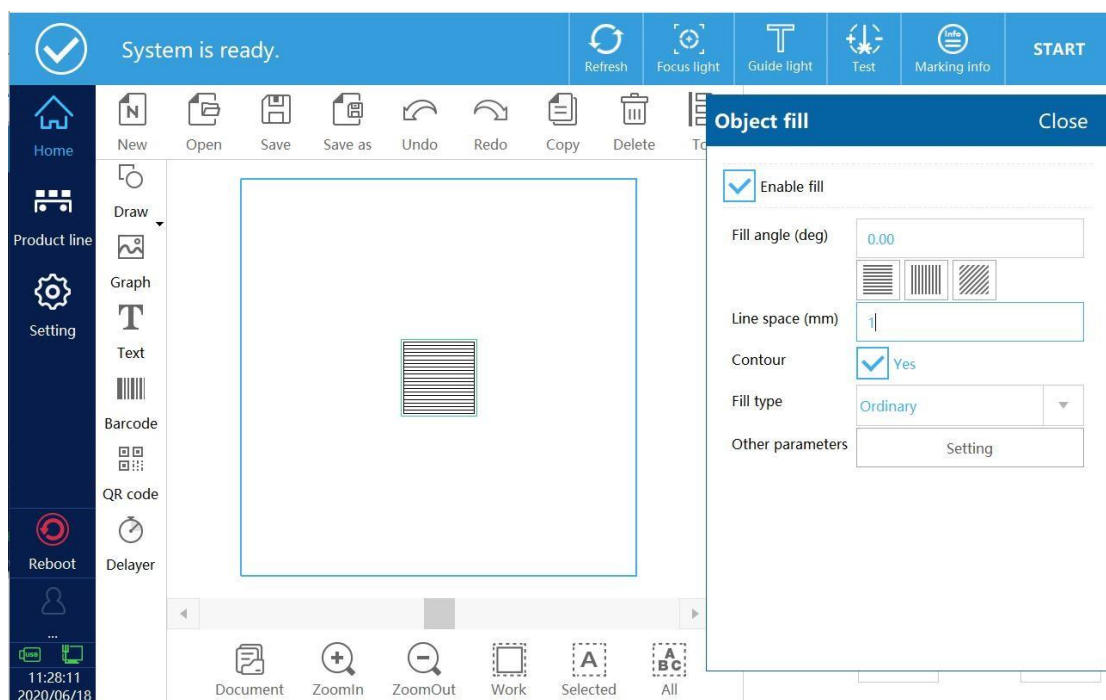 System is ready.
Refresh
Focus light
Guide light
Test
Info
Marking info
START
Home
Product line
Setting
Reboot
...
USB
11:28:11
2020/06/18
N
New
Open
Save
Save as
Undo
Redo
Copy
Delete
Draw
Graph
T
Text
Barcode
QR code
Delayer
Object fill
Close
Enable fill
Fill angle (deg)
0.00
Line space (mm)
1
Contour
Yes
Fill type
Ordinary
Other parameters
Setting
Document
ZoomIn
ZoomOut
Work
A
Selected
A
B C
All